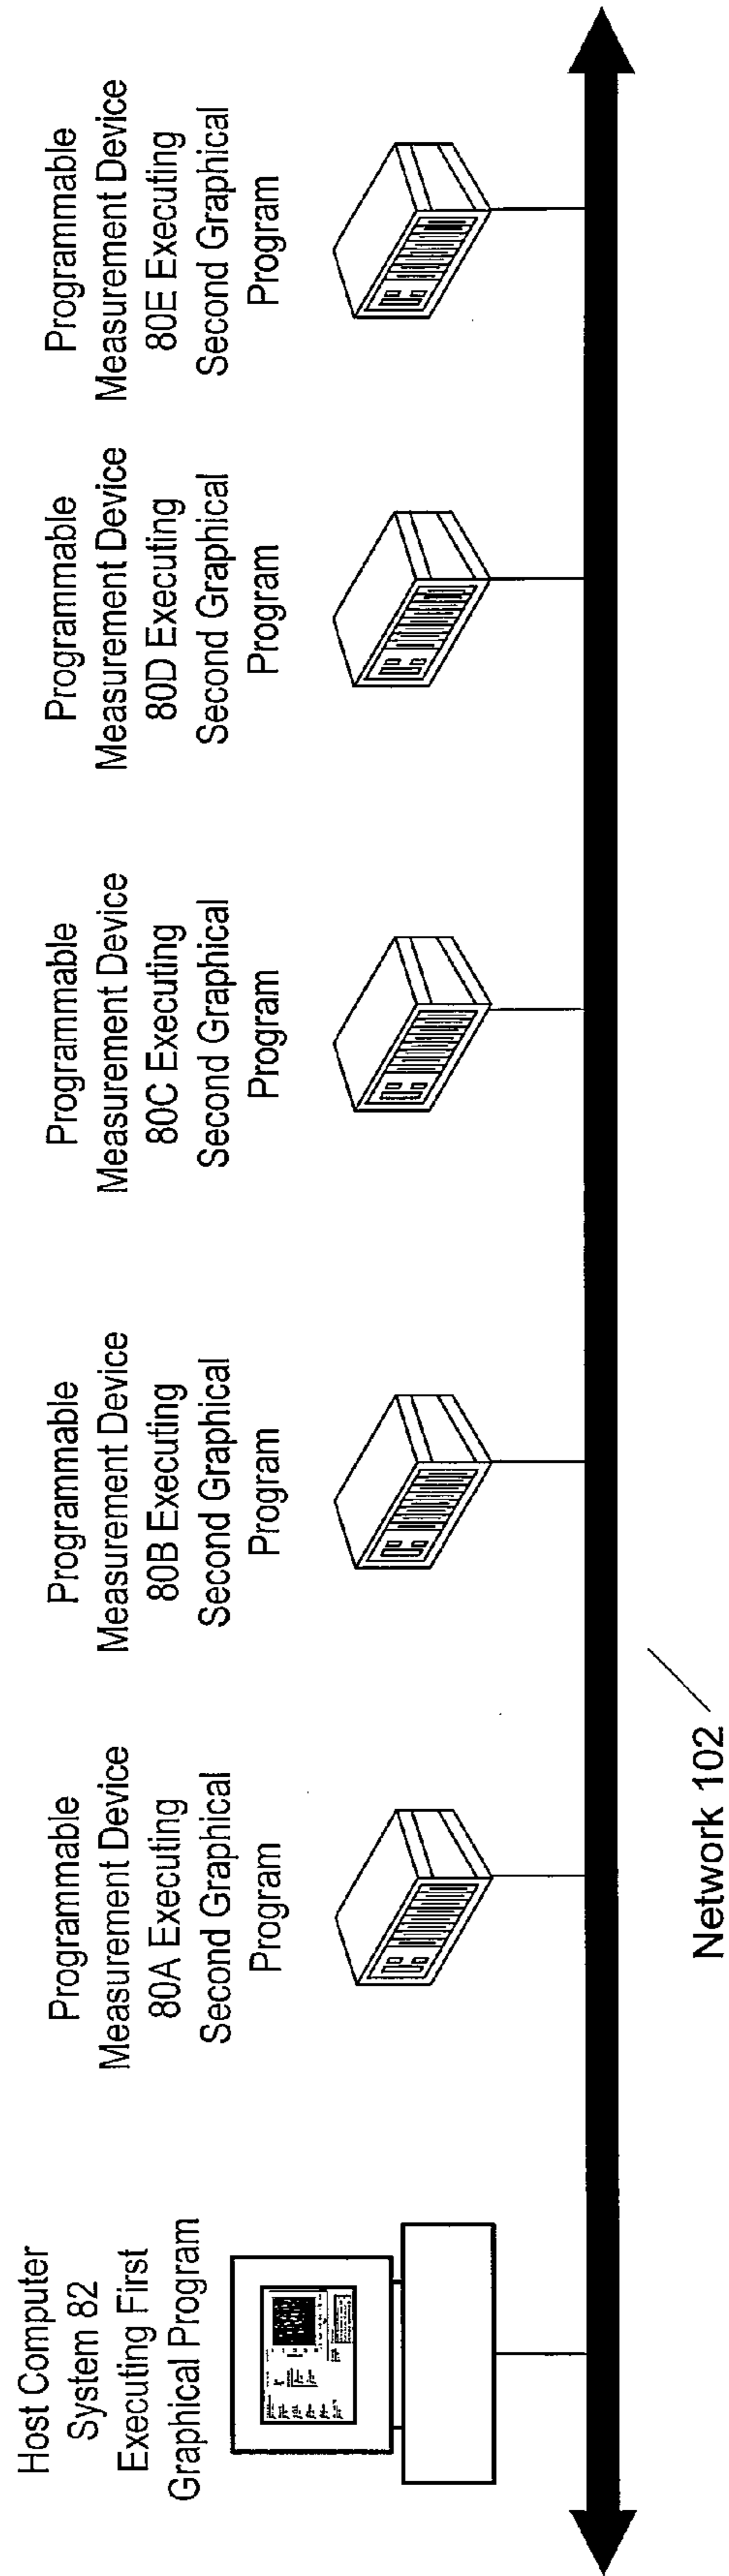 Host Computer
System 82
Executing First
Graphical Program
Programmable
Measurement Device
80A Executing
Second Graphical
Program
Programmable
Measurement Device
80B Executing
Second Graphical
Program
Programmable
Measurement Device
80C Executing
Second Graphical
Program
Programmable
Measurement Device
80D Executing
Second Graphical
Program
Programmable
Measurement Device
80E Executing
Second Graphical
Program
Network 102